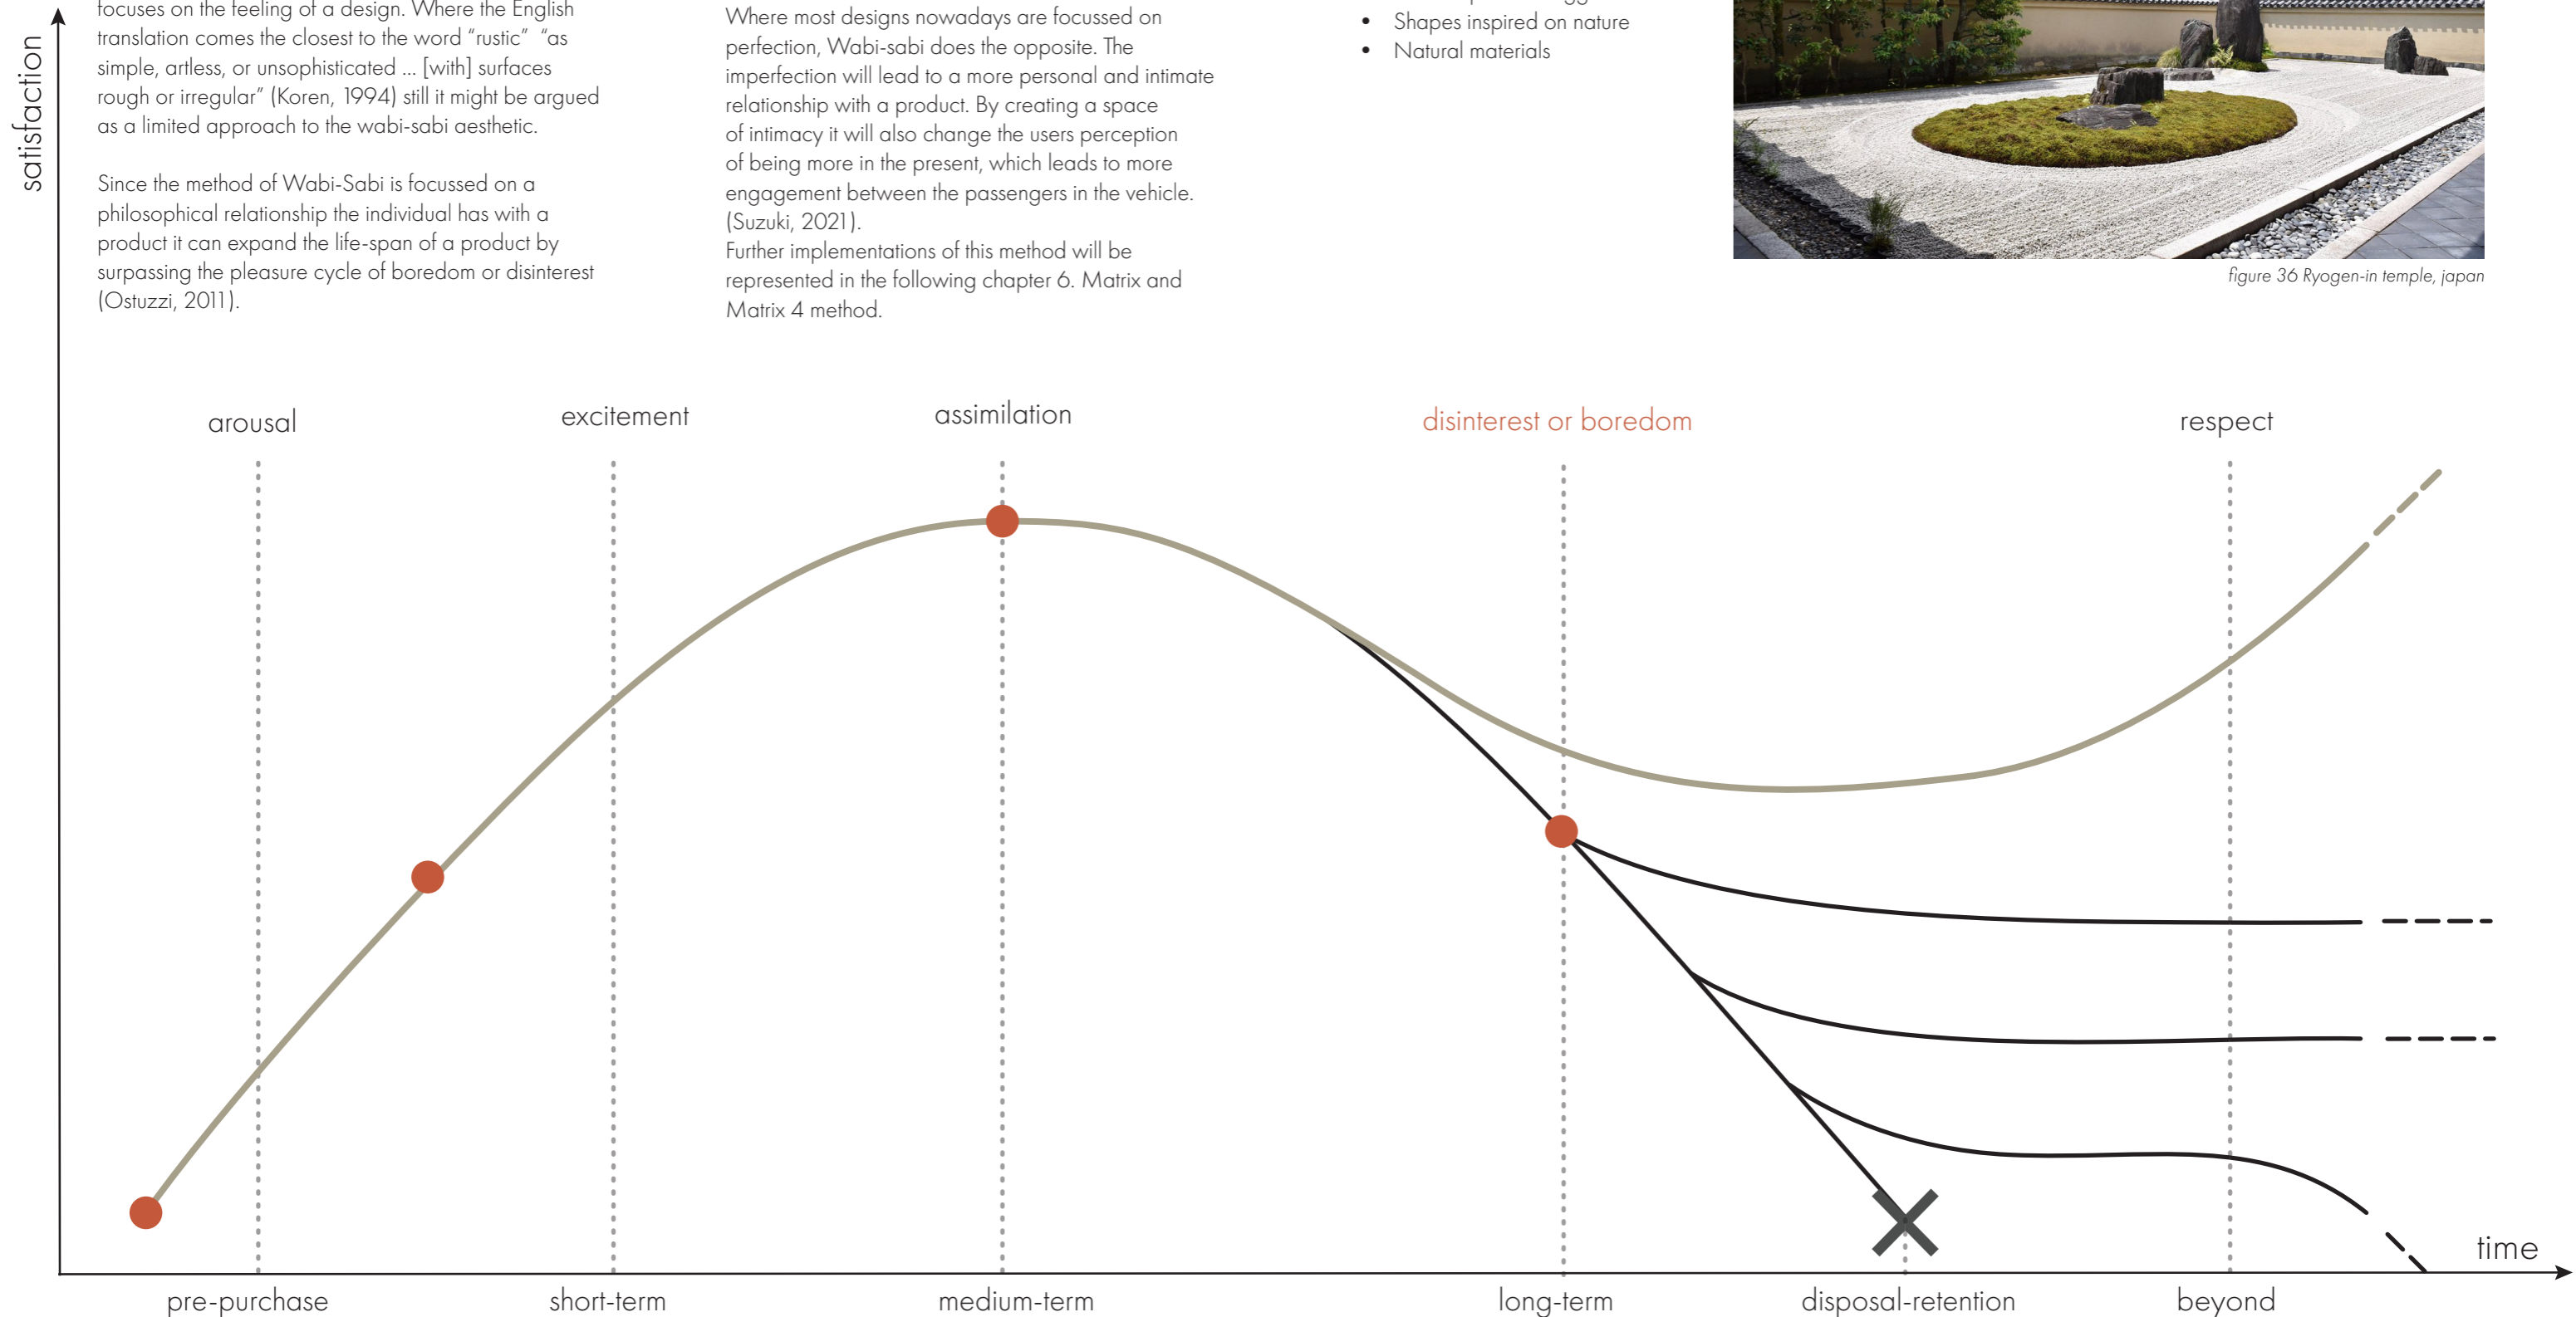 focuses on the feeling of a design. Where the English
translation comes the closest to the word “rustic”  “as
simple, artless, or unsophisticated ... [with] surfaces
rough or irregular” (Koren, 1994) still it might be argued
as a limited approach to the wabi-sabi aesthetic.
Since the method of Wabi-Sabi is focussed on a
philosophical relationship the individual has with a
product it can expand the life-span of a product by
surpassing the pleasure cycle of boredom or disinterest
(Ostuzzi, 2011).
Where most designs nowadays are focussed on
perfection, Wabi-sabi does the opposite. The
imperfection will lead to a more personal and intimate
relationship with a product. By creating a space
of intimacy it will also change the users perception
of being more in the present, which leads to more
engagement between the passengers in the vehicle.
(Suzuki, 2021).
Further implementations of this method will be
represented in the following chapter 6. Matrix and
Matrix 4 method.
• Shapes inspired on nature
• Natural materials
figure 36 Ryogen-in temple, japan
satisfaction
arousal
excitement
assimilation
disinterest or boredom
respect
time
pre-purchase
short-term
medium-term
long-term
disposal-retention
beyond